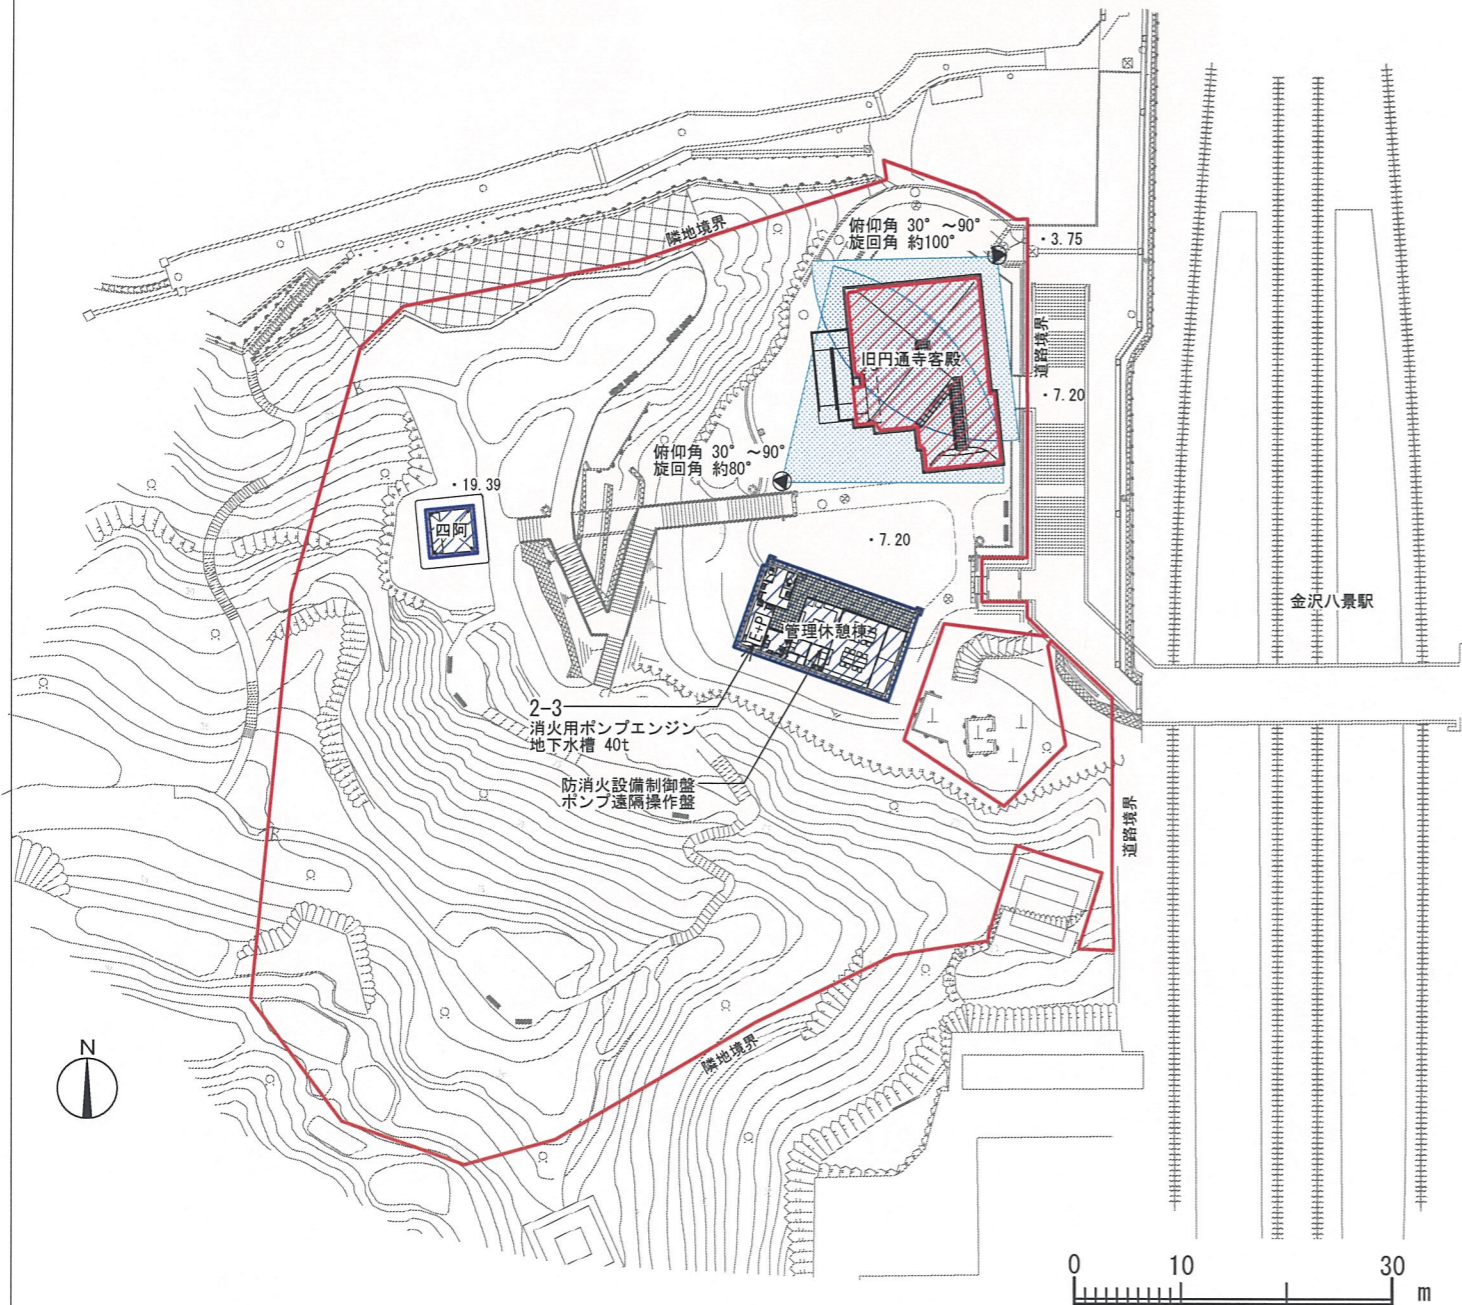 隣地境界
俯仰角 30° ～90°
旋回角 約100°
・3.75
旧円通寺客殿
道路境界
・7.20
俯仰角 30° ～90°
旋回角 約80°
・19.39
四阿
・7.20
管理休憩棟
E+P
金沢八景駅
2-3
消火用ポンプエンジン
地下水槽 40t
防消火設備制御盤
ポンプ遠隔操作盤
道路境界
隣地境界
N
0 10 30 m